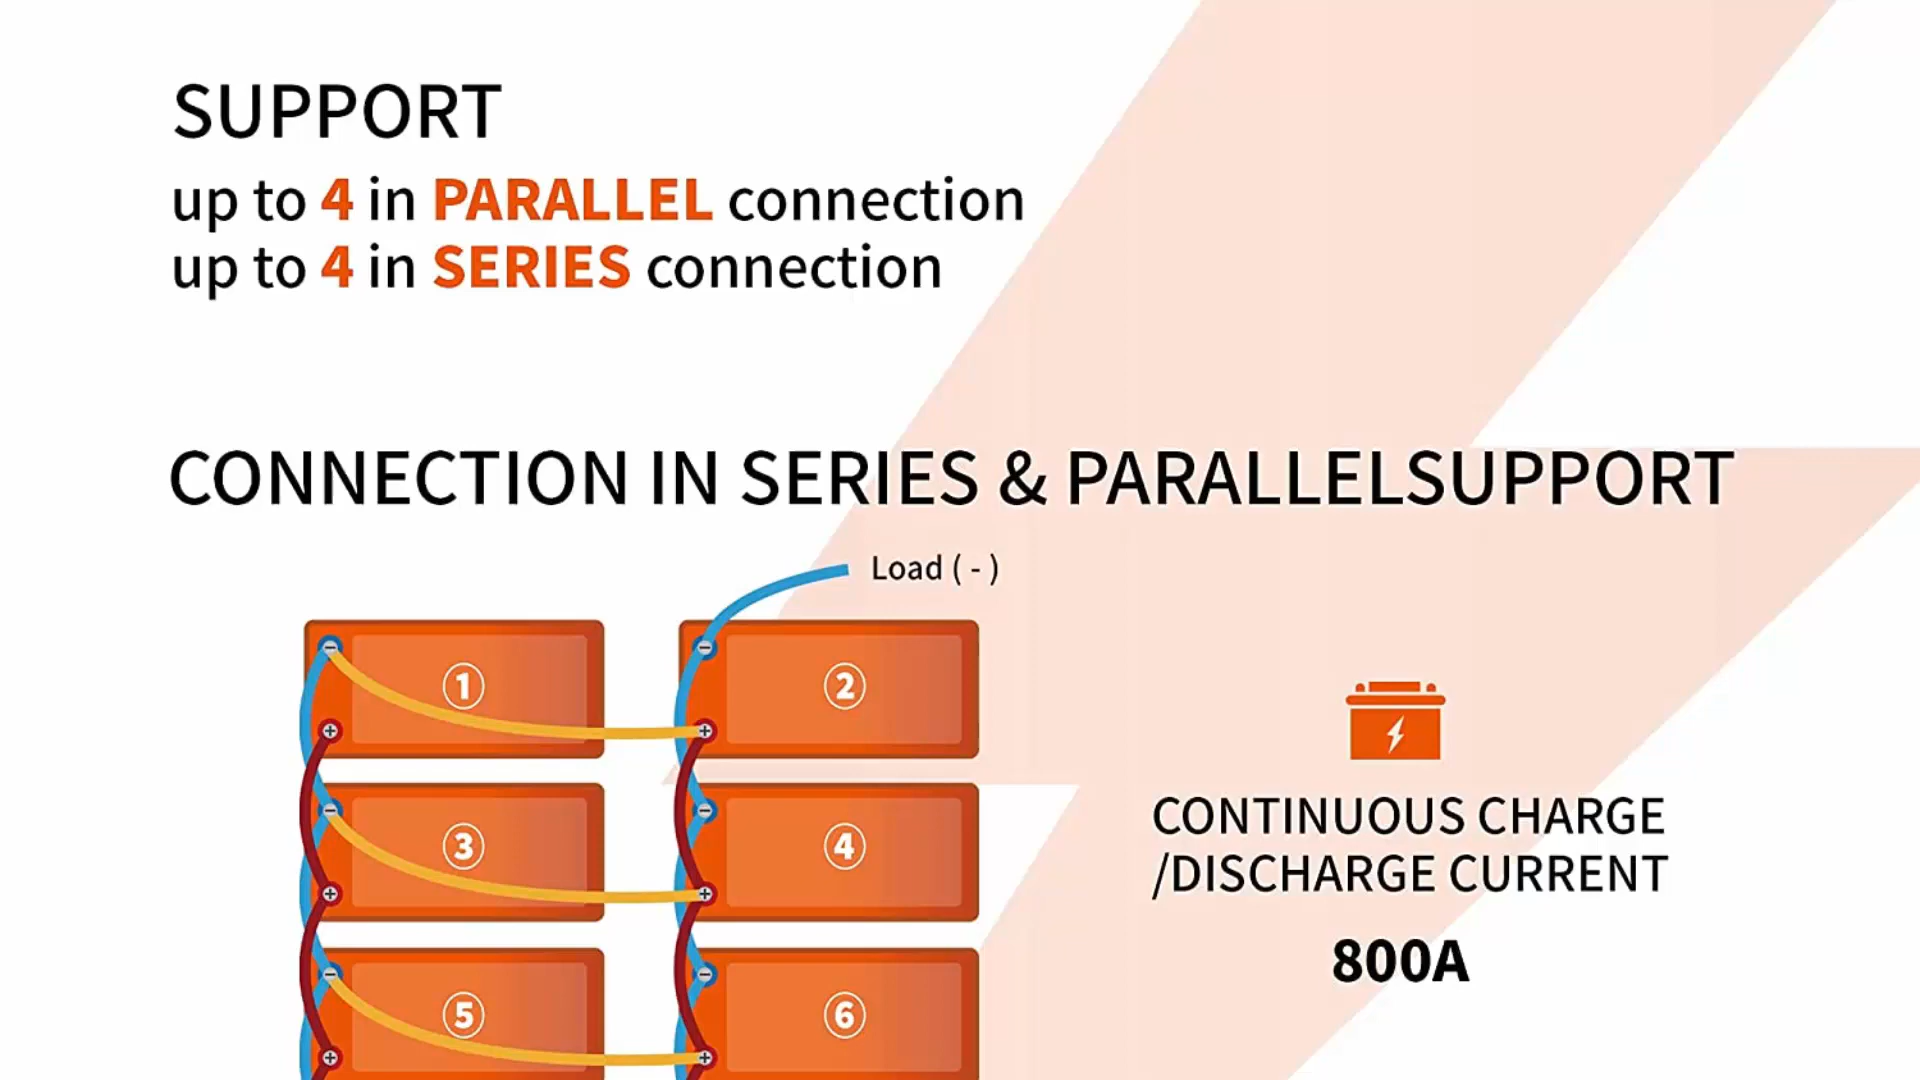 SUPPORT
up to 4 in PARALLEL connection
up to 4 in SERIES connection
CONNECTION IN SERIES & PARALLELSUPPORT
Load ( - )
①
②
③
④
⑤
⑥
CONTINUOUS CHARGE
/DISCHARGE CURRENT
800A